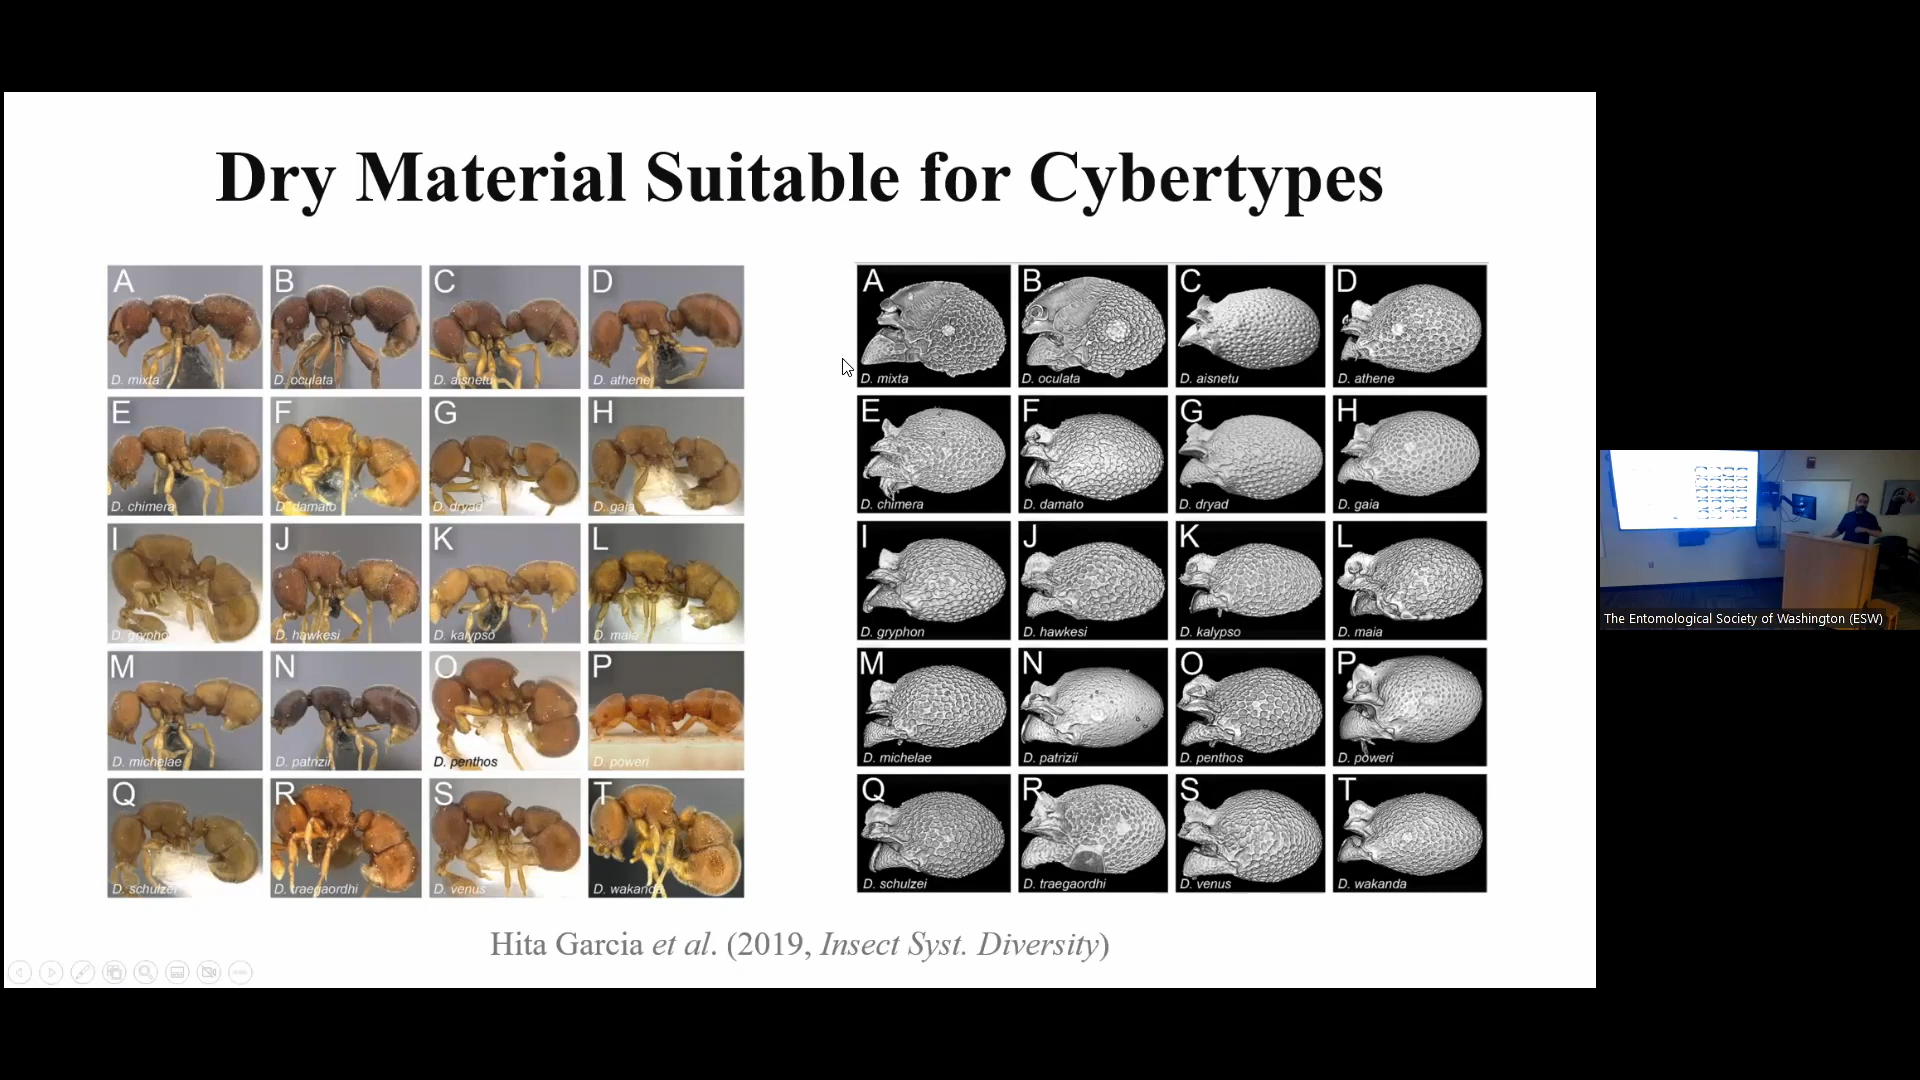 Dry Material Suitable for Cybertypes
A B C D
D. mixta D. oculata D. aisnetu D. athene
E F G H
D. chimera D. damato D. dryad D. gaia
I J K L
D. gryphon D. hawkesi D. kalypso D. maia
M N O P
D. michelae D. patrizii D. penthos D. poweri
Q R S T
D. schulzei D. traegaordhi D. venus D. wakanda
A B C D
D. mixta D. oculata D. aisnetu D. athene
E F G H
D. chimera D. damato D. dryad D. gaia
I J K L
D. gryphon D. hawkesi D. kalypso D. maia
M N O P
D. michelae D. patrizii D. penthos D. poweri
Q R S T
D. schulzei D. traegaordhi D. venus D. wakanda
Hita Garcia et al. (2019, Insect Syst. Diversity)
The Entomological Society of Washington (ESW)